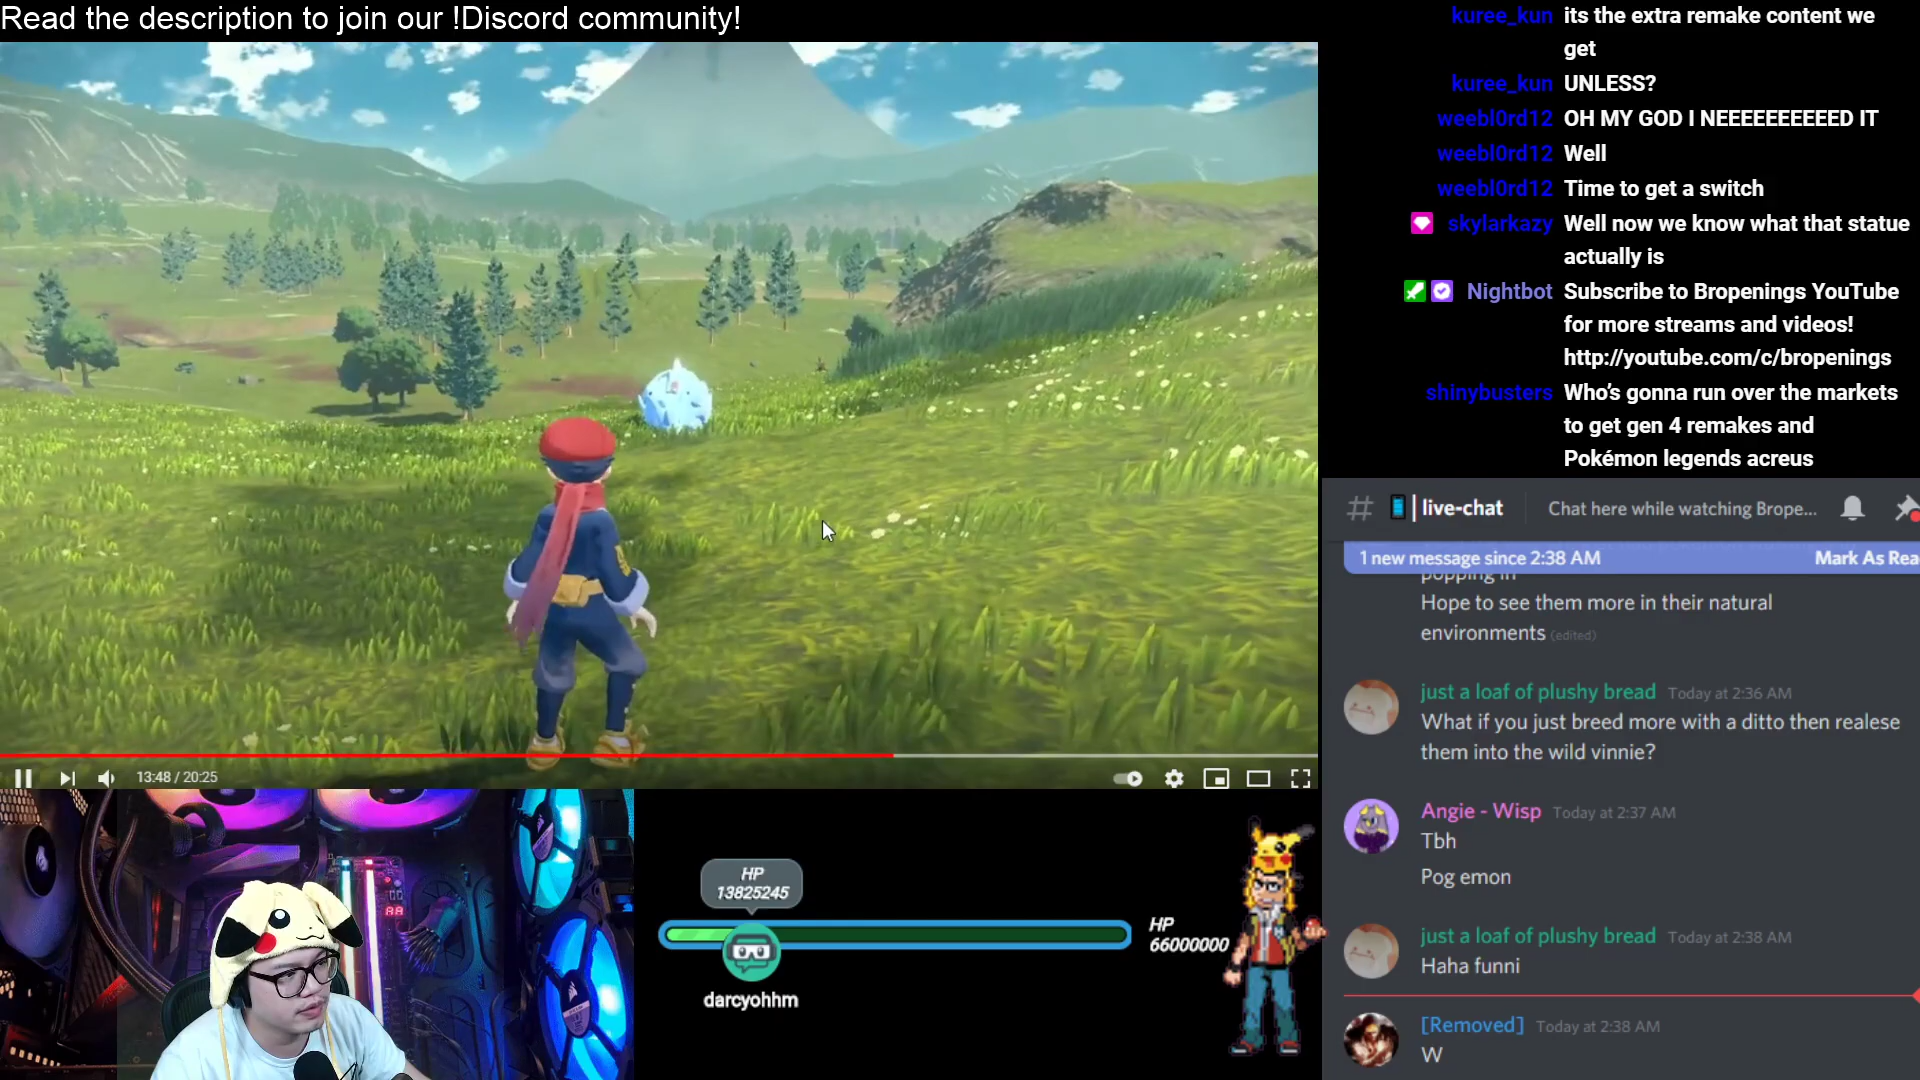 Read the description to join our !Discord community!
13:48 / 20:25
HP
13825245
darcyohhm
HP
66000000
kuree_kun its the extra remake content we
get
kuree_kun UNLESS?
weebl0rd12 OH MY GOD I NEEEEEEEEEED IT
weebl0rd12 Well
weebl0rd12 Time to get a switch
skylarkazy Well now we know what that statue
actually is
Nightbot Subscribe to Bropenings YouTube
for more streams and videos!
http://youtube.com/c/bropenings
shinybusters Who's gonna run over the markets
to get gen 4 remakes and
Pokémon legends acreus
# | live-chat Chat here while watching Brope...
1 new message since 2:38 AM Mark As Rea
popping in
Hope to see them more in their natural
environments (edited)
just a loaf of plushy bread Today at 2:36 AM
What if you just breed more with a ditto then realese
them into the wild vinnie?
Angie - Wisp Today at 2:37 AM
Tbh
Pog emon
just a loaf of plushy bread Today at 2:38 AM
Haha funni
[Removed] Today at 2:38 AM
W